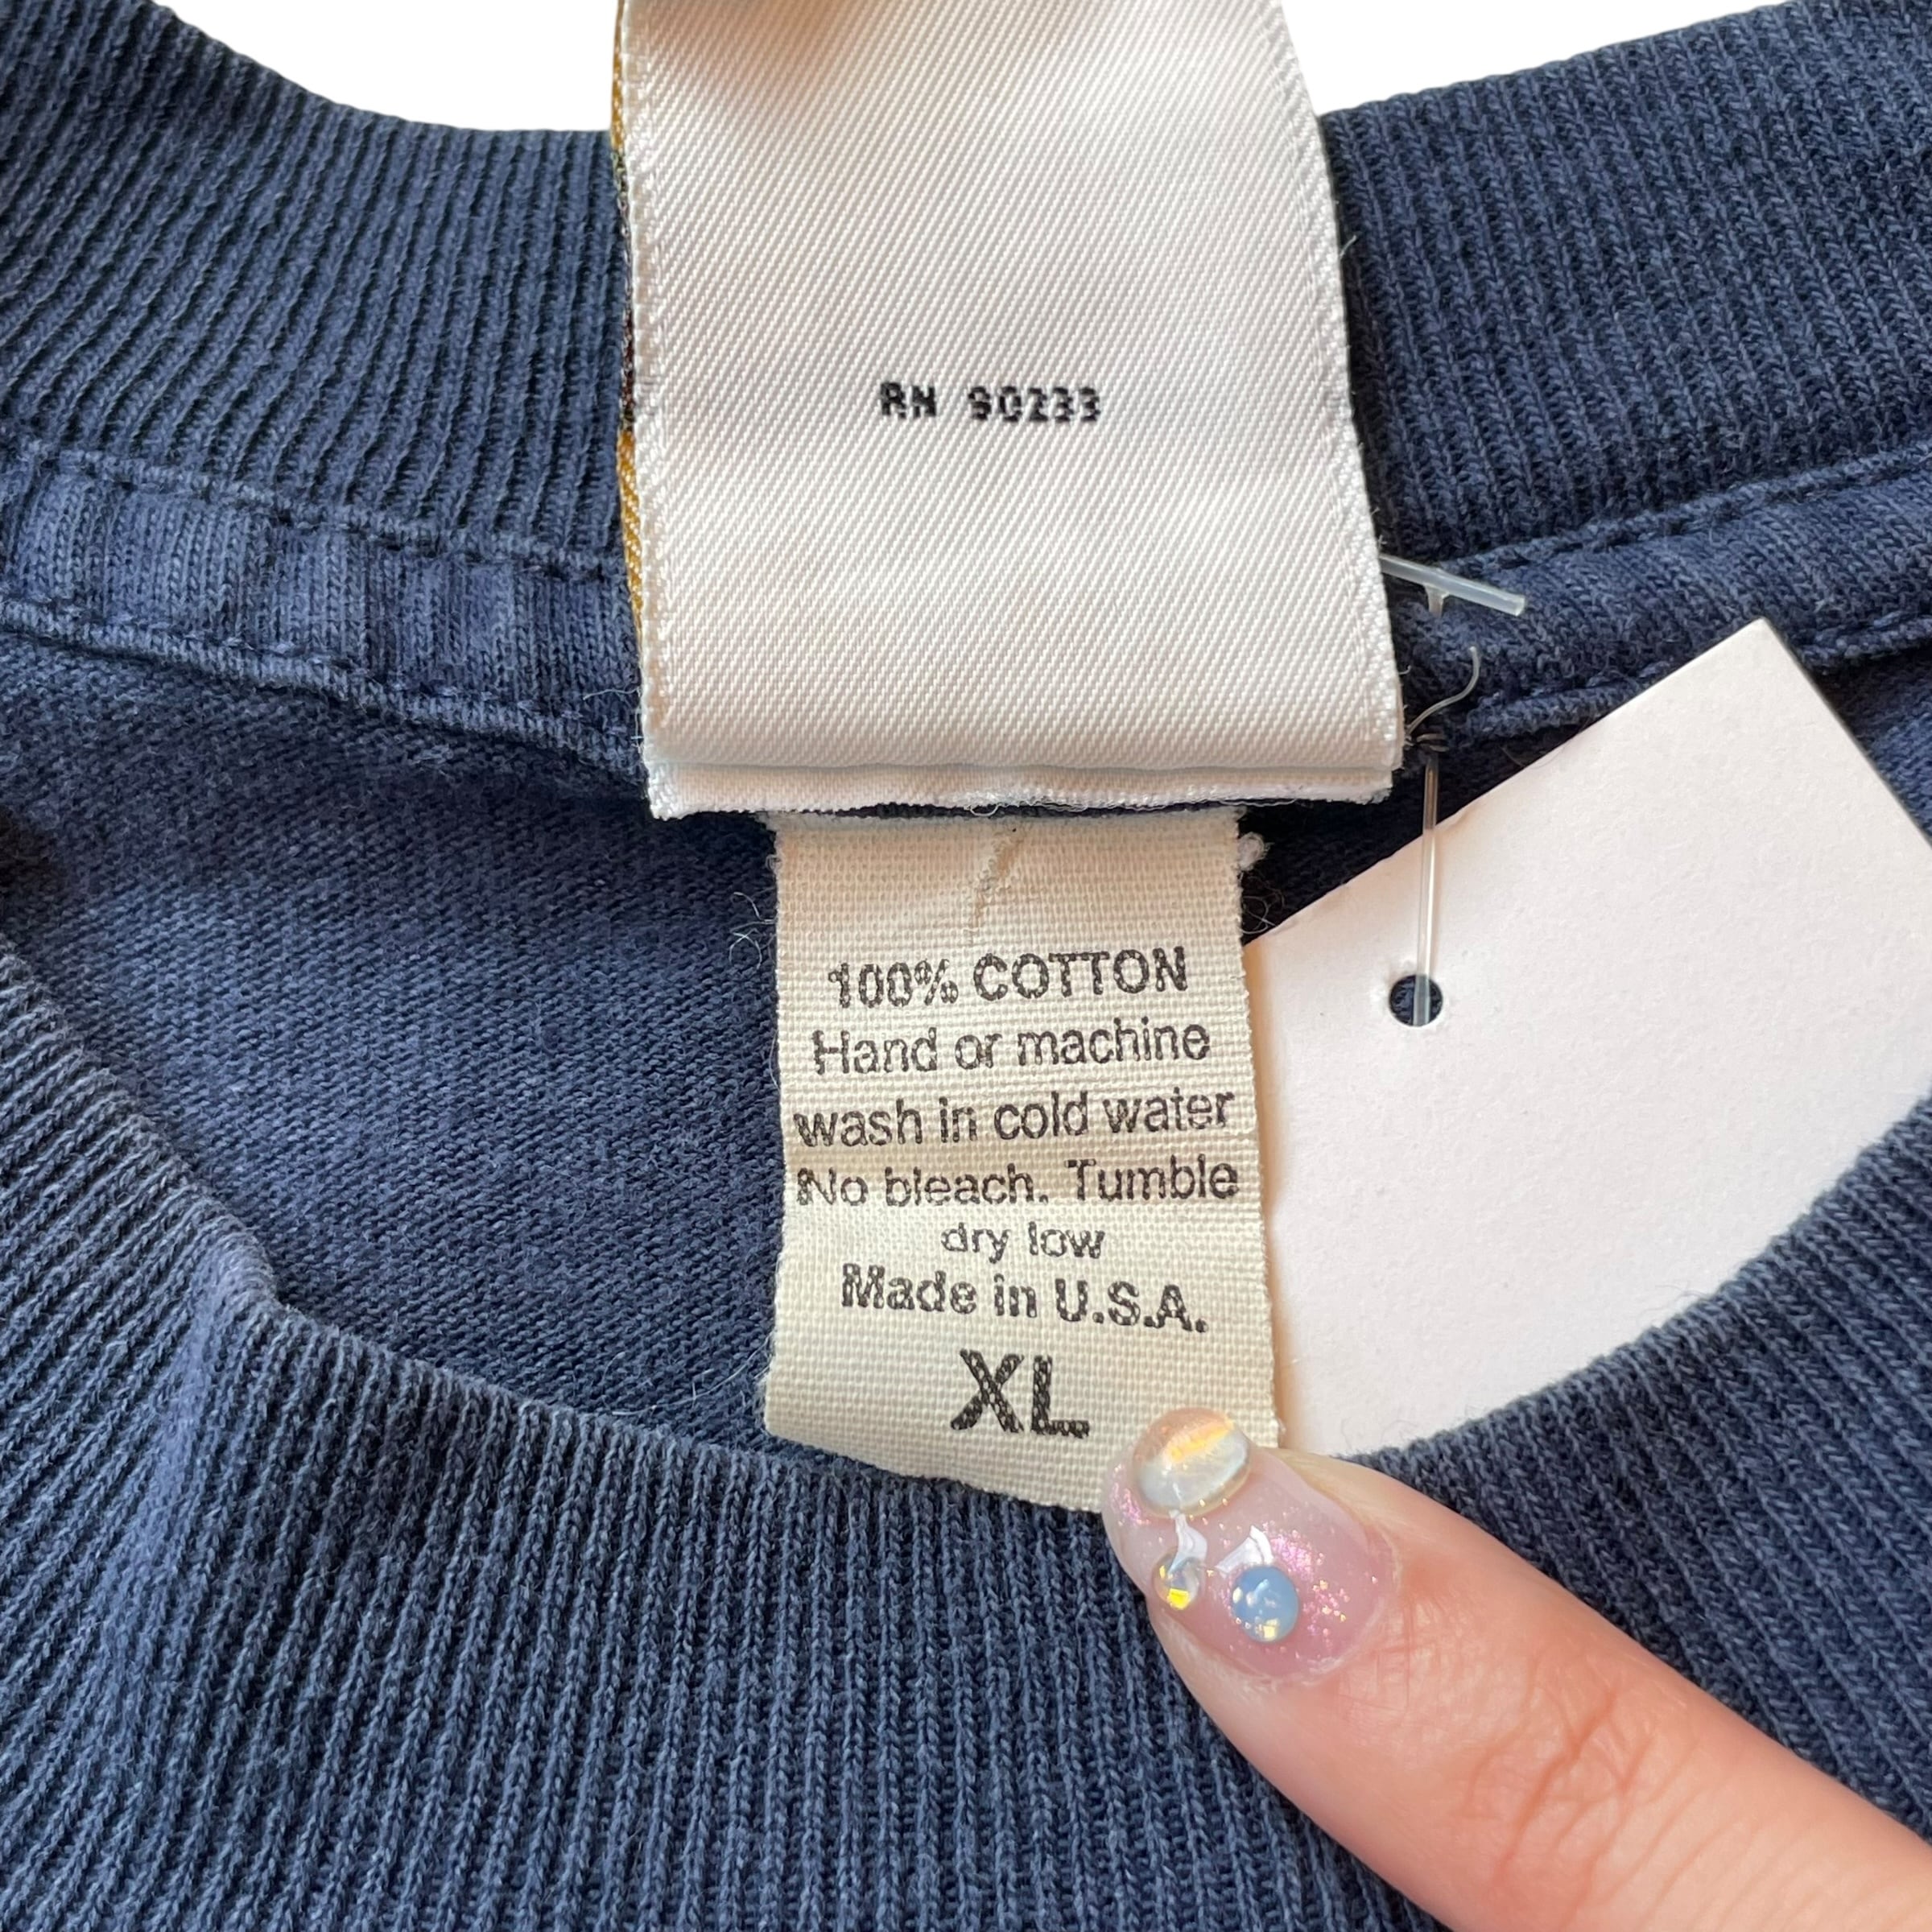 RN 90233
100% COTTON
Hand or machine
wash in cold water
No bleach. Tumble
dry low
Made in U.S.A.
XL